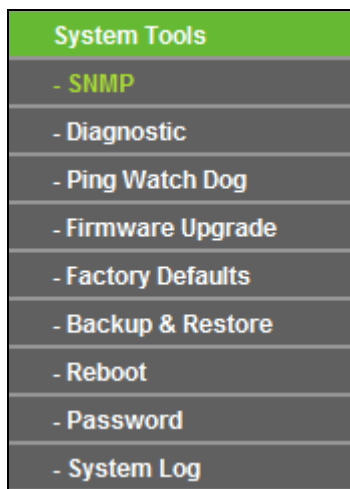 System Tools
- SNMP
- Diagnostic
- Ping Watch Dog
- Firmware Upgrade
- Factory Defaults
- Backup & Restore
- Reboot
- Password
- System Log